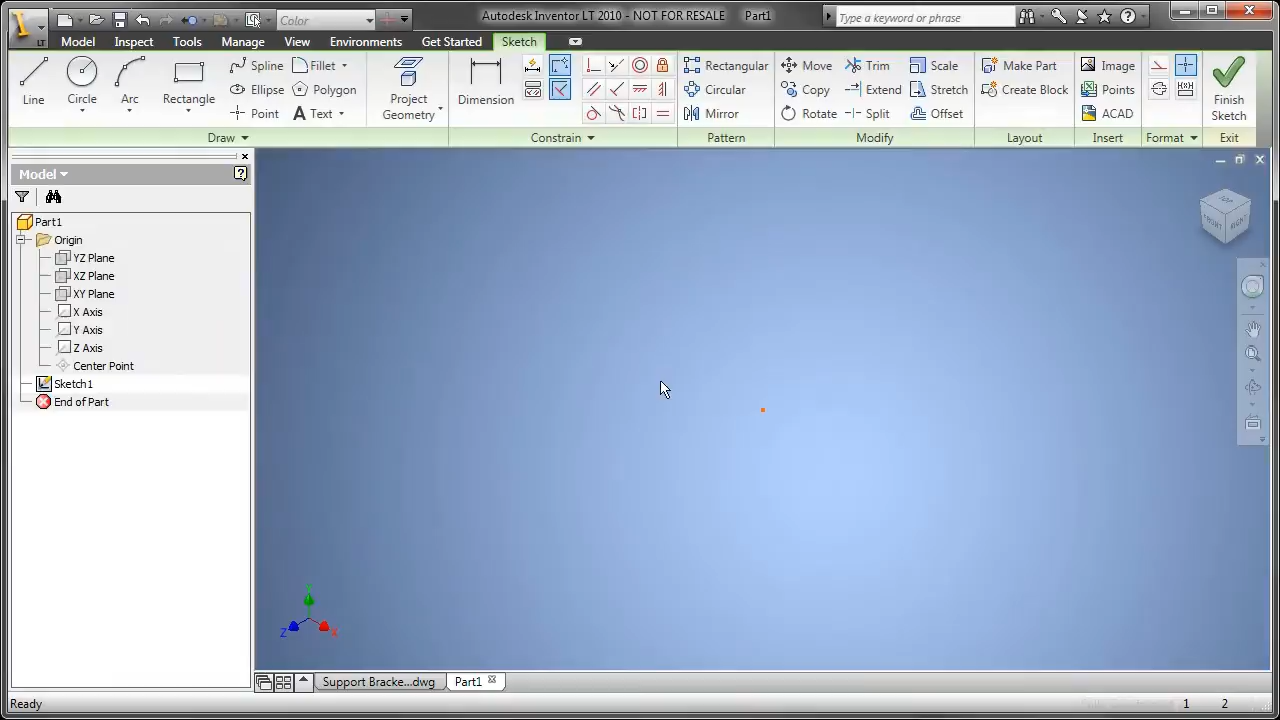 Color
Autodesk Inventor LT 2010 - NOT FOR RESALE Part1
Type a keyword or phrase
LT
Model Inspect Tools Manage View Environments Get Started Sketch
Line
Circle
Arc
Rectangle
Spline
Ellipse
Point
Fillet
Polygon
Text
Project Geometry
Dimension
Rectangular
Circular
Mirror
Move
Copy
Rotate
Trim
Extend
Split
Scale
Stretch
Offset
Make Part
Create Block
Image
Points
ACAD
Finish Sketch
Draw Constrain Pattern Modify Layout Insert Format Exit
Model
Part1
Origin
YZ Plane
XZ Plane
XY Plane
X Axis
Y Axis
Z Axis
Center Point
Sketch1
End of Part
FRONT
RIGHT
Z
X
Support Bracke...dwg Part1
Ready
1 2